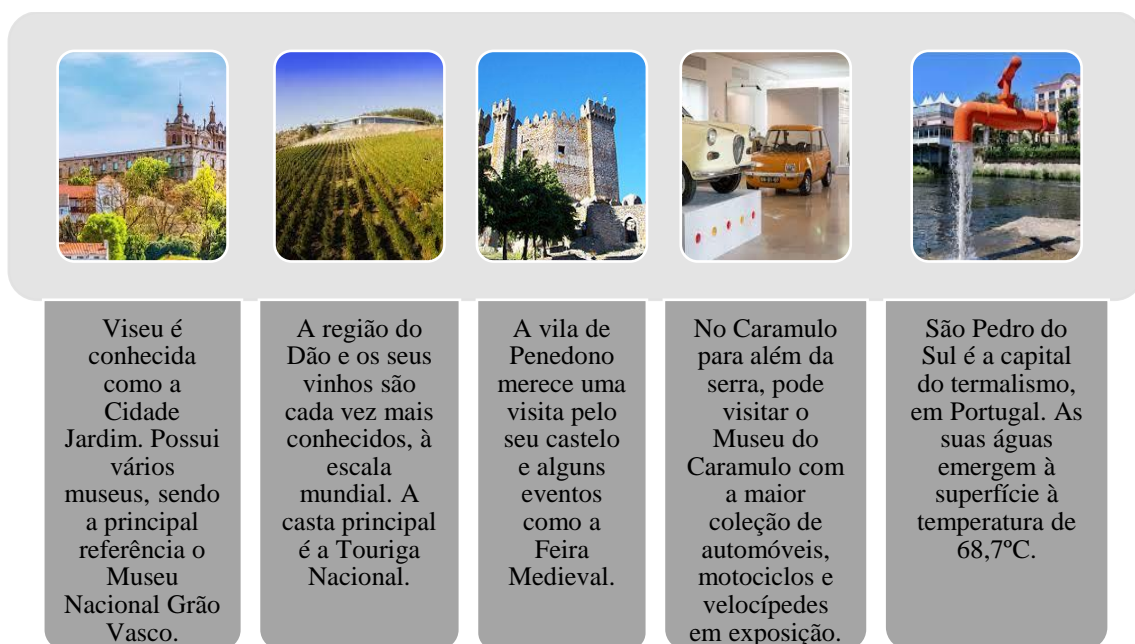 Viseu é
conhecida
como a
Cidade
Jardim. Possui
vários
museus, sendo
a principal
referência o
Museu
Nacional Grão
Vasco.
A região do
Dão e os seus
vinhos são
cada vez mais
conhecidos, à
escala
mundial. A
casta principal
é a Touriga
Nacional.
A vila de
Penedono
merece uma
visita pelo
seu castelo
e alguns
eventos
como a
Feira
Medieval.
No Caramulo
para além da
serra, pode
visitar o
Museu do
Caramulo com
a maior
coleção de
automóveis,
motociclos e
velocípedes
em exposição.
São Pedro do
Sul é a capital
do termalismo,
em Portugal. As
suas águas
emergem à
superfície à
temperatura de
68,7ºC.